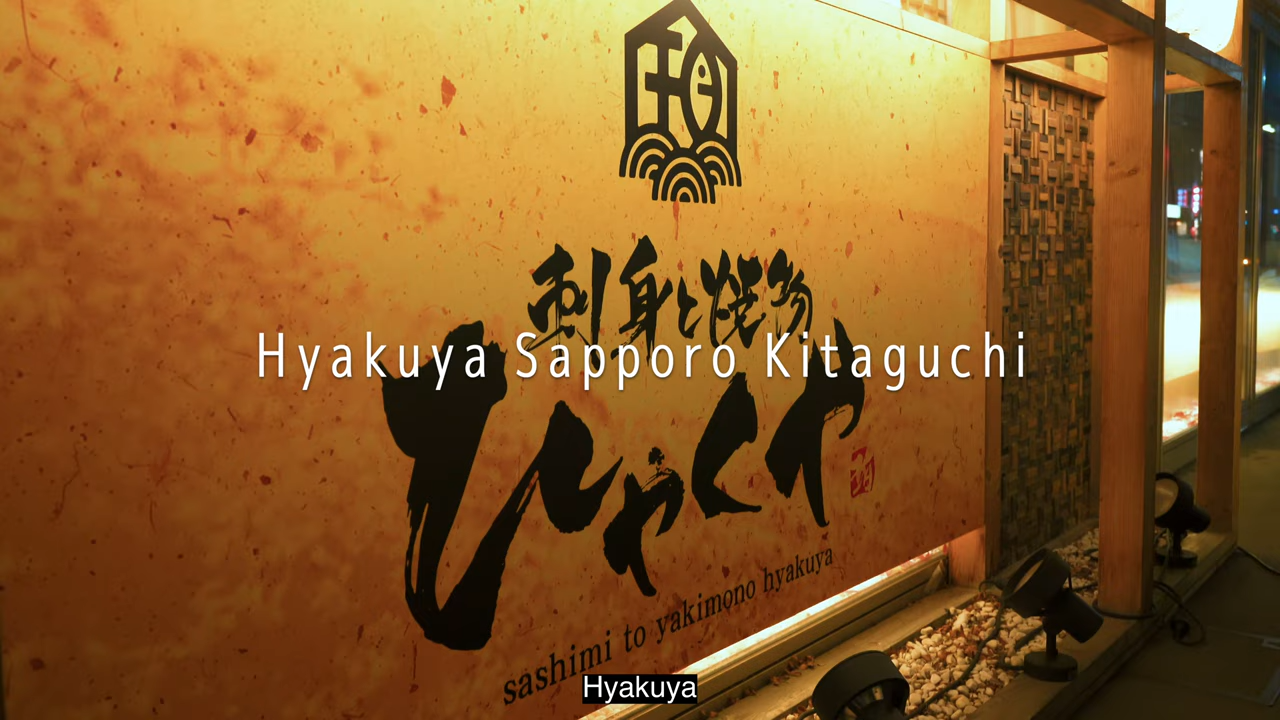 刺身と焼物
Hyakuya Sapporo Kitaguchi
ひゃくや
sashimi to yakimono hyakuya
Hyakuya